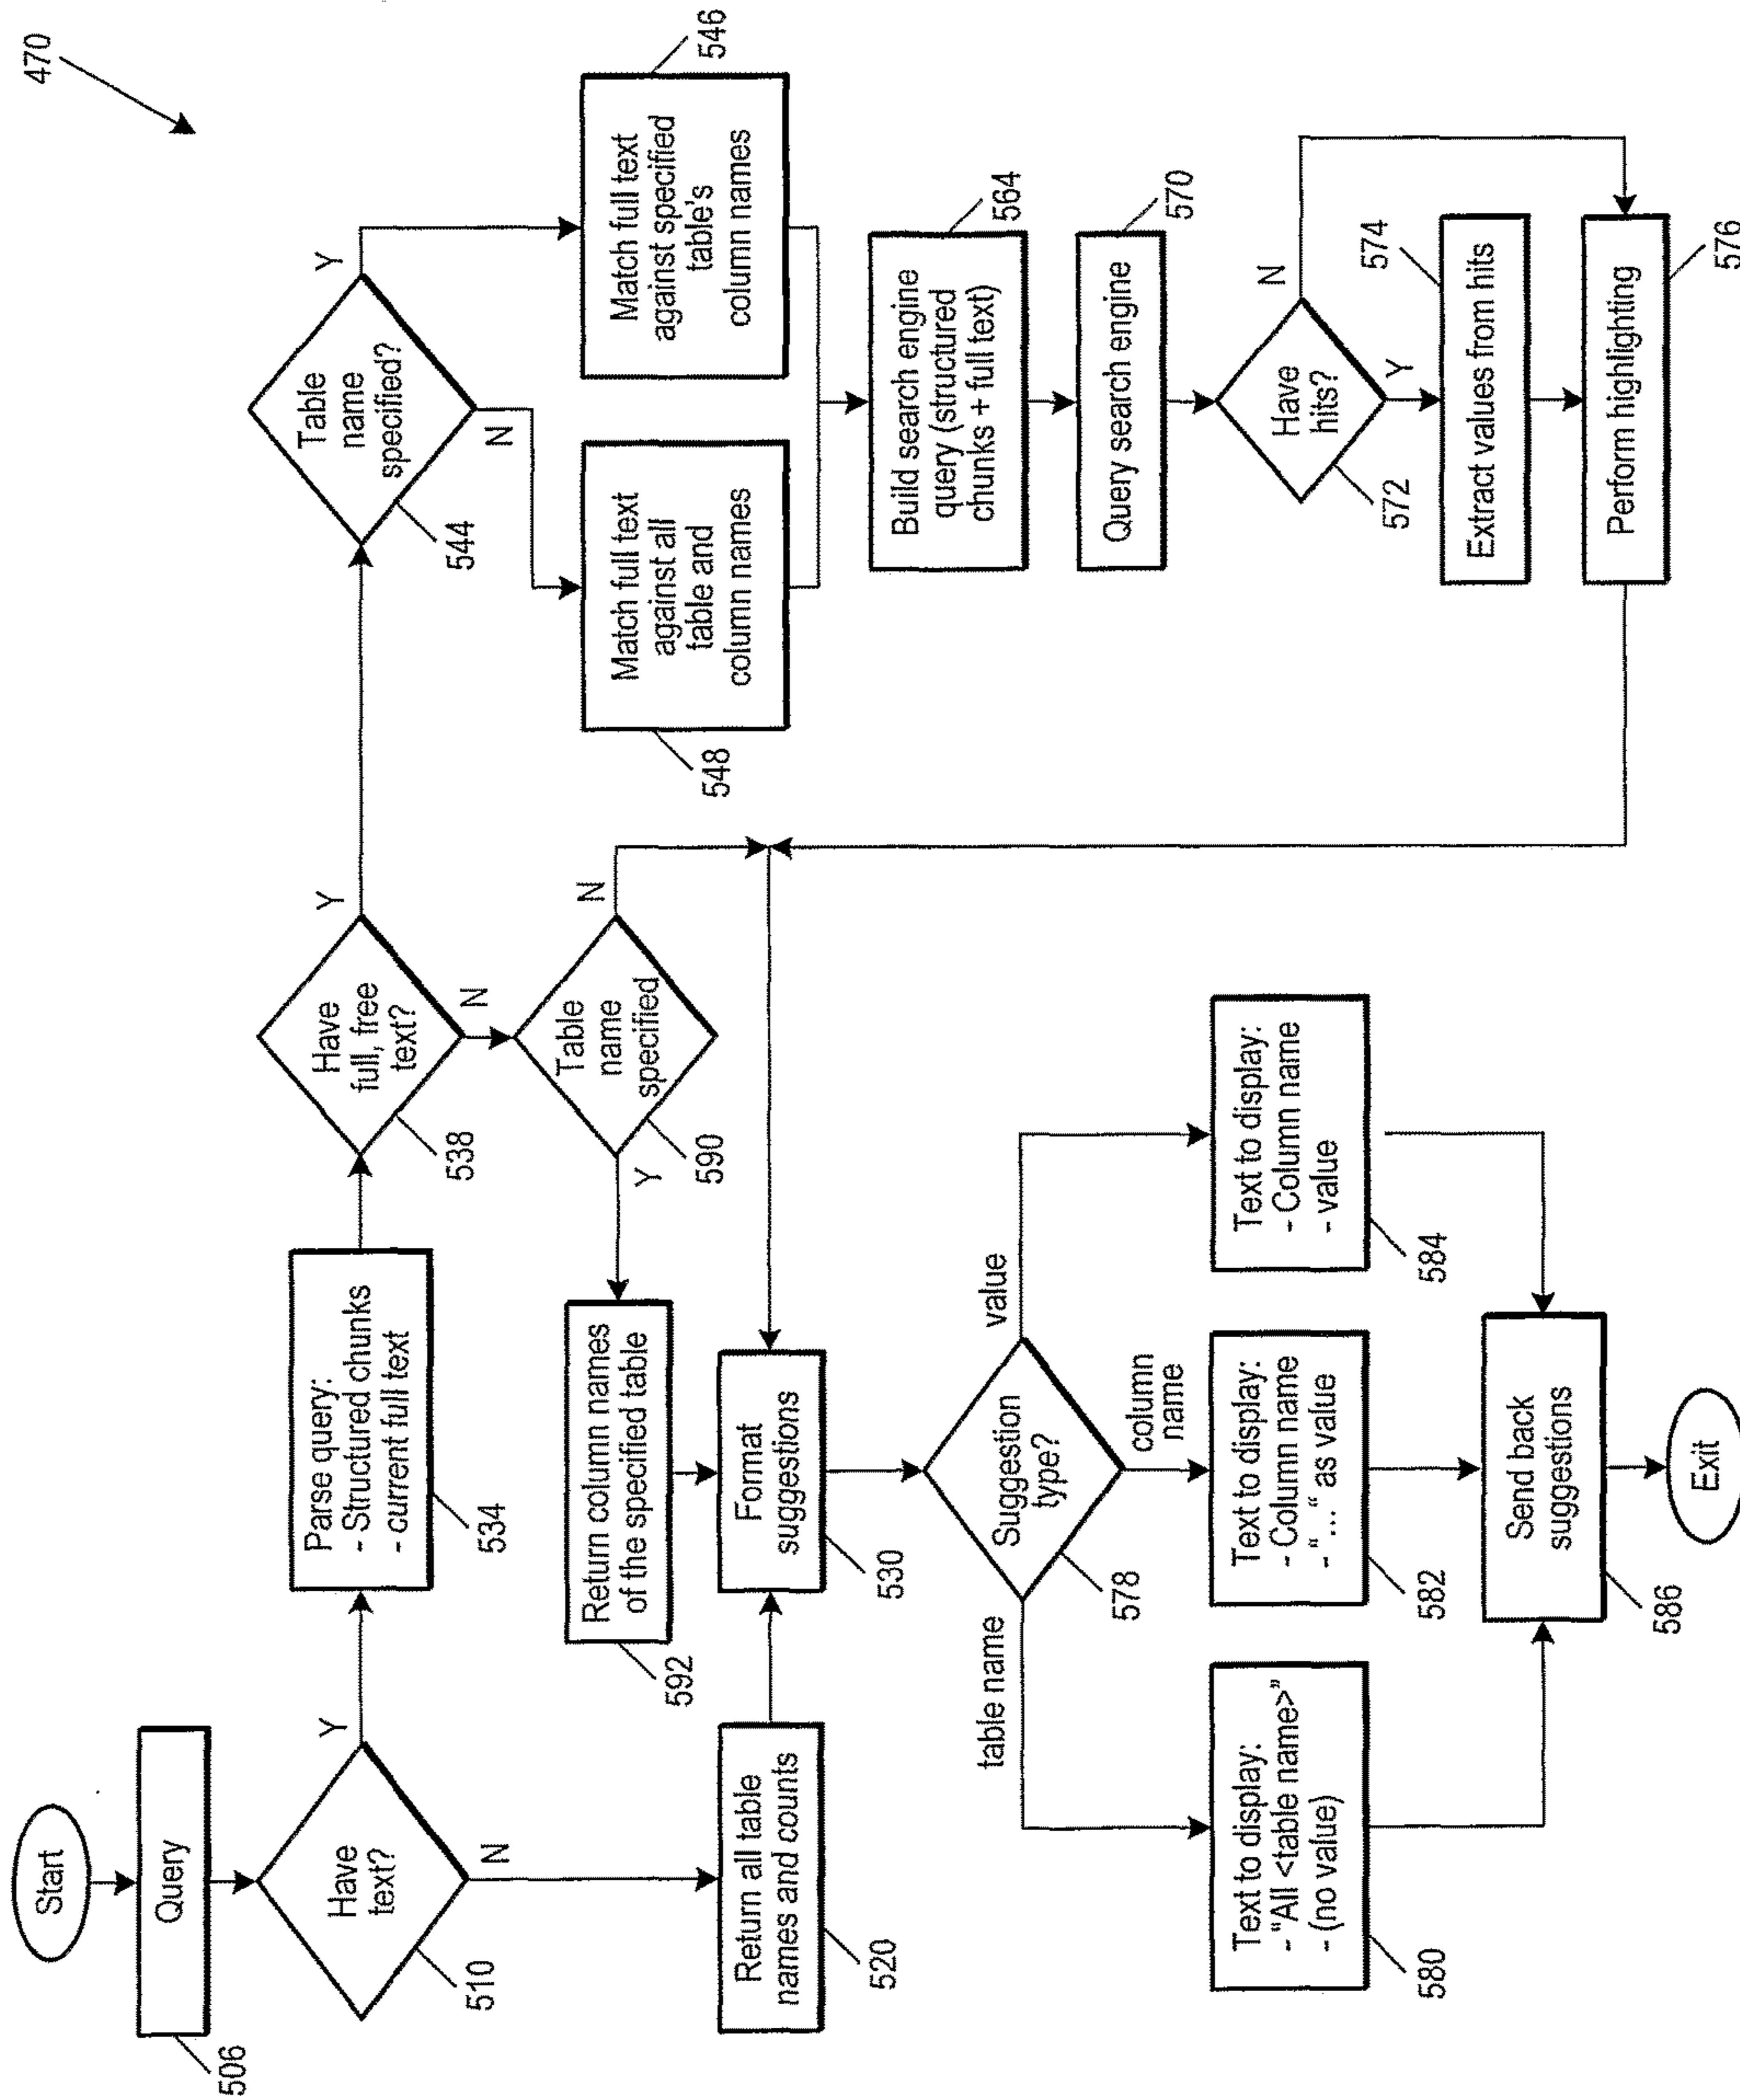 470
Start
Query
506
Have
text?
510
Y
N
Parse query:
- Structured chunks
- current full text
534
Have
full, free
text?
538
Y
N
Table
name
specified?
544
Y
N
Match full text
against specified
table's
column names
546
Match full text
against all
table and
column names
548
Build search engine
query (structured
chunks + full text)
564
Query search engine
570
Have
hits?
572
N
Y
Extract values from hits
574
Perform highlighting
576
Table
name
specified
590
Y
N
Return column names
of the specified table
592
Return all table
names and counts
520
Format
suggestions
530
Suggestion
type?
578
table name
column
name
value
Text to display:
- “All <table name>”
- (no value)
580
Text to display:
- Column name
- “ ... “ as value
582
Text to display:
- Column name
- value
584
Send back
suggestions
586
Exit